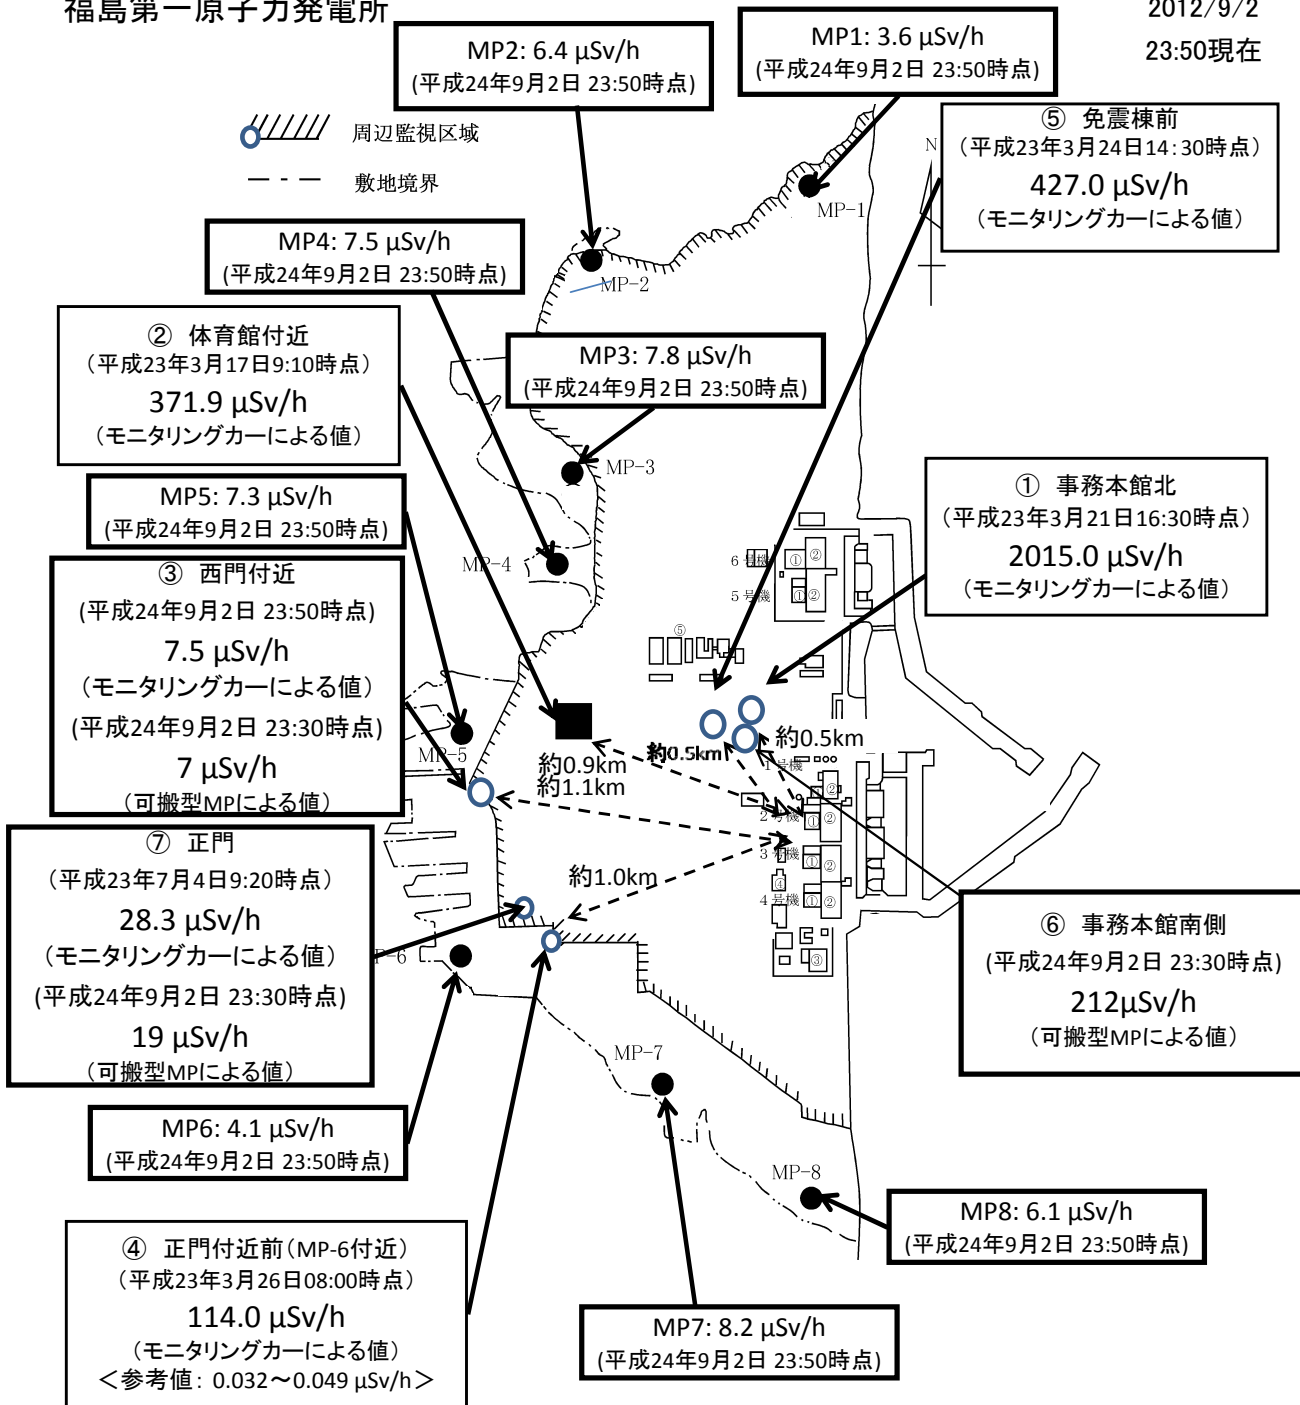 福島第一原子力発電所
2012/9/2
23:50現在
MP2: 6.4 μSv/h
(平成24年9月2日 23:50時点)
MP1: 3.6 μSv/h
(平成24年9月2日 23:50時点)
周辺監視区域
敷地境界
⑤ 免震棟前
(平成23年3月24日14:30時点)
427.0 μSv/h
(モニタリングカーによる値)
N
MP-1
MP4: 7.5 μSv/h
(平成24年9月2日 23:50時点)
MP-2
② 体育館付近
(平成23年3月17日9:10時点)
371.9 μSv/h
(モニタリングカーによる値)
MP3: 7.8 μSv/h
(平成24年9月2日 23:50時点)
MP-3
MP5: 7.3 μSv/h
(平成24年9月2日 23:50時点)
① 事務本館北
(平成23年3月21日16:30時点)
2015.0 μSv/h
(モニタリングカーによる値)
MP-4
6号機
① ②
5号機
① ②
③ 西門付近
(平成24年9月2日 23:50時点)
7.5 μSv/h
(モニタリングカーによる値)
(平成24年9月2日 23:30時点)
7 μSv/h
(可搬型MPによる値)
⑤
MP-5
約0.9km
約1.1km
約0.5km
約0.5km
1号機
②
2号機
① ②
3号機
① ②
④
4号機
① ②
③
約1.0km
⑦ 正門
(平成23年7月4日9:20時点)
28.3 μSv/h
(モニタリングカーによる値)
(平成24年9月2日 23:30時点)
19 μSv/h
(可搬型MPによる値)
P-6
⑥ 事務本館南側
(平成24年9月2日 23:30時点)
212μSv/h
(可搬型MPによる値)
MP-7
MP6: 4.1 μSv/h
(平成24年9月2日 23:50時点)
MP-8
MP8: 6.1 μSv/h
(平成24年9月2日 23:50時点)
④ 正門付近前(MP-6付近)
(平成23年3月26日08:00時点)
114.0 μSv/h
(モニタリングカーによる値)
<参考値: 0.032~0.049 μSv/h>
MP7: 8.2 μSv/h
(平成24年9月2日 23:50時点)